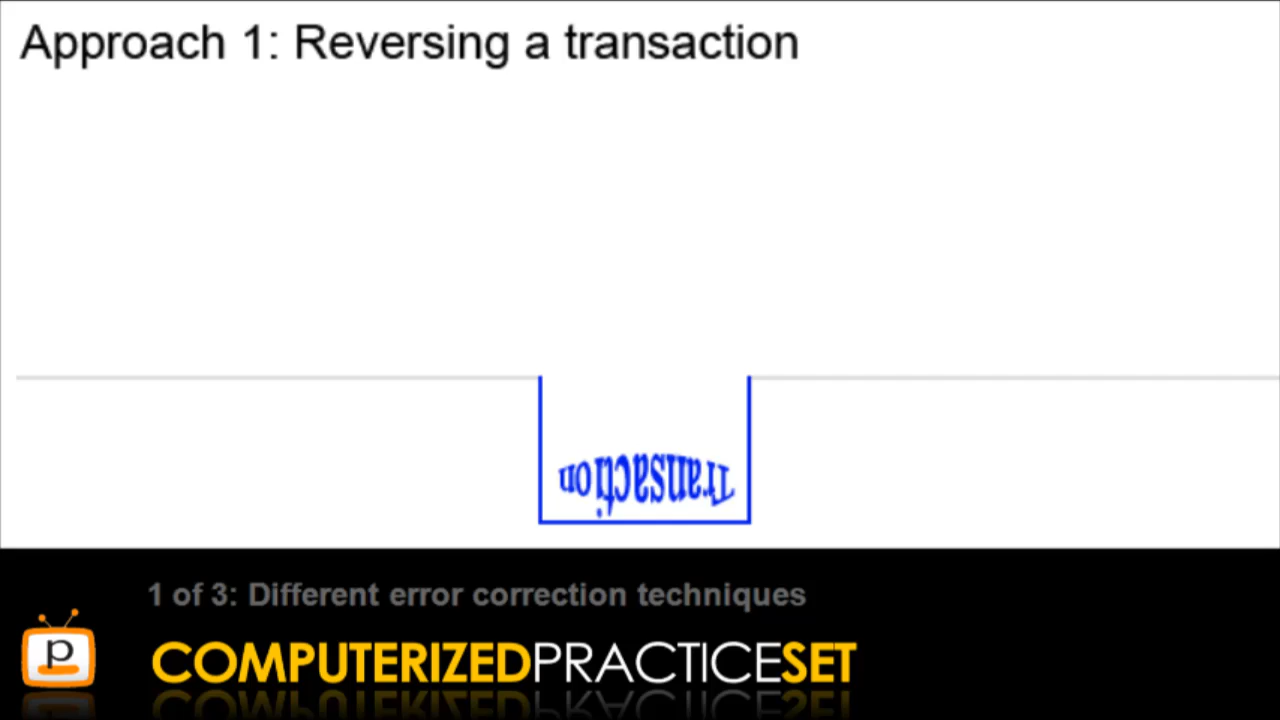 Approach 1: Reversing a transaction
Transaction
1 of 3: Different error correction techniques
p
COMPUTERIZEDPRACTICESET